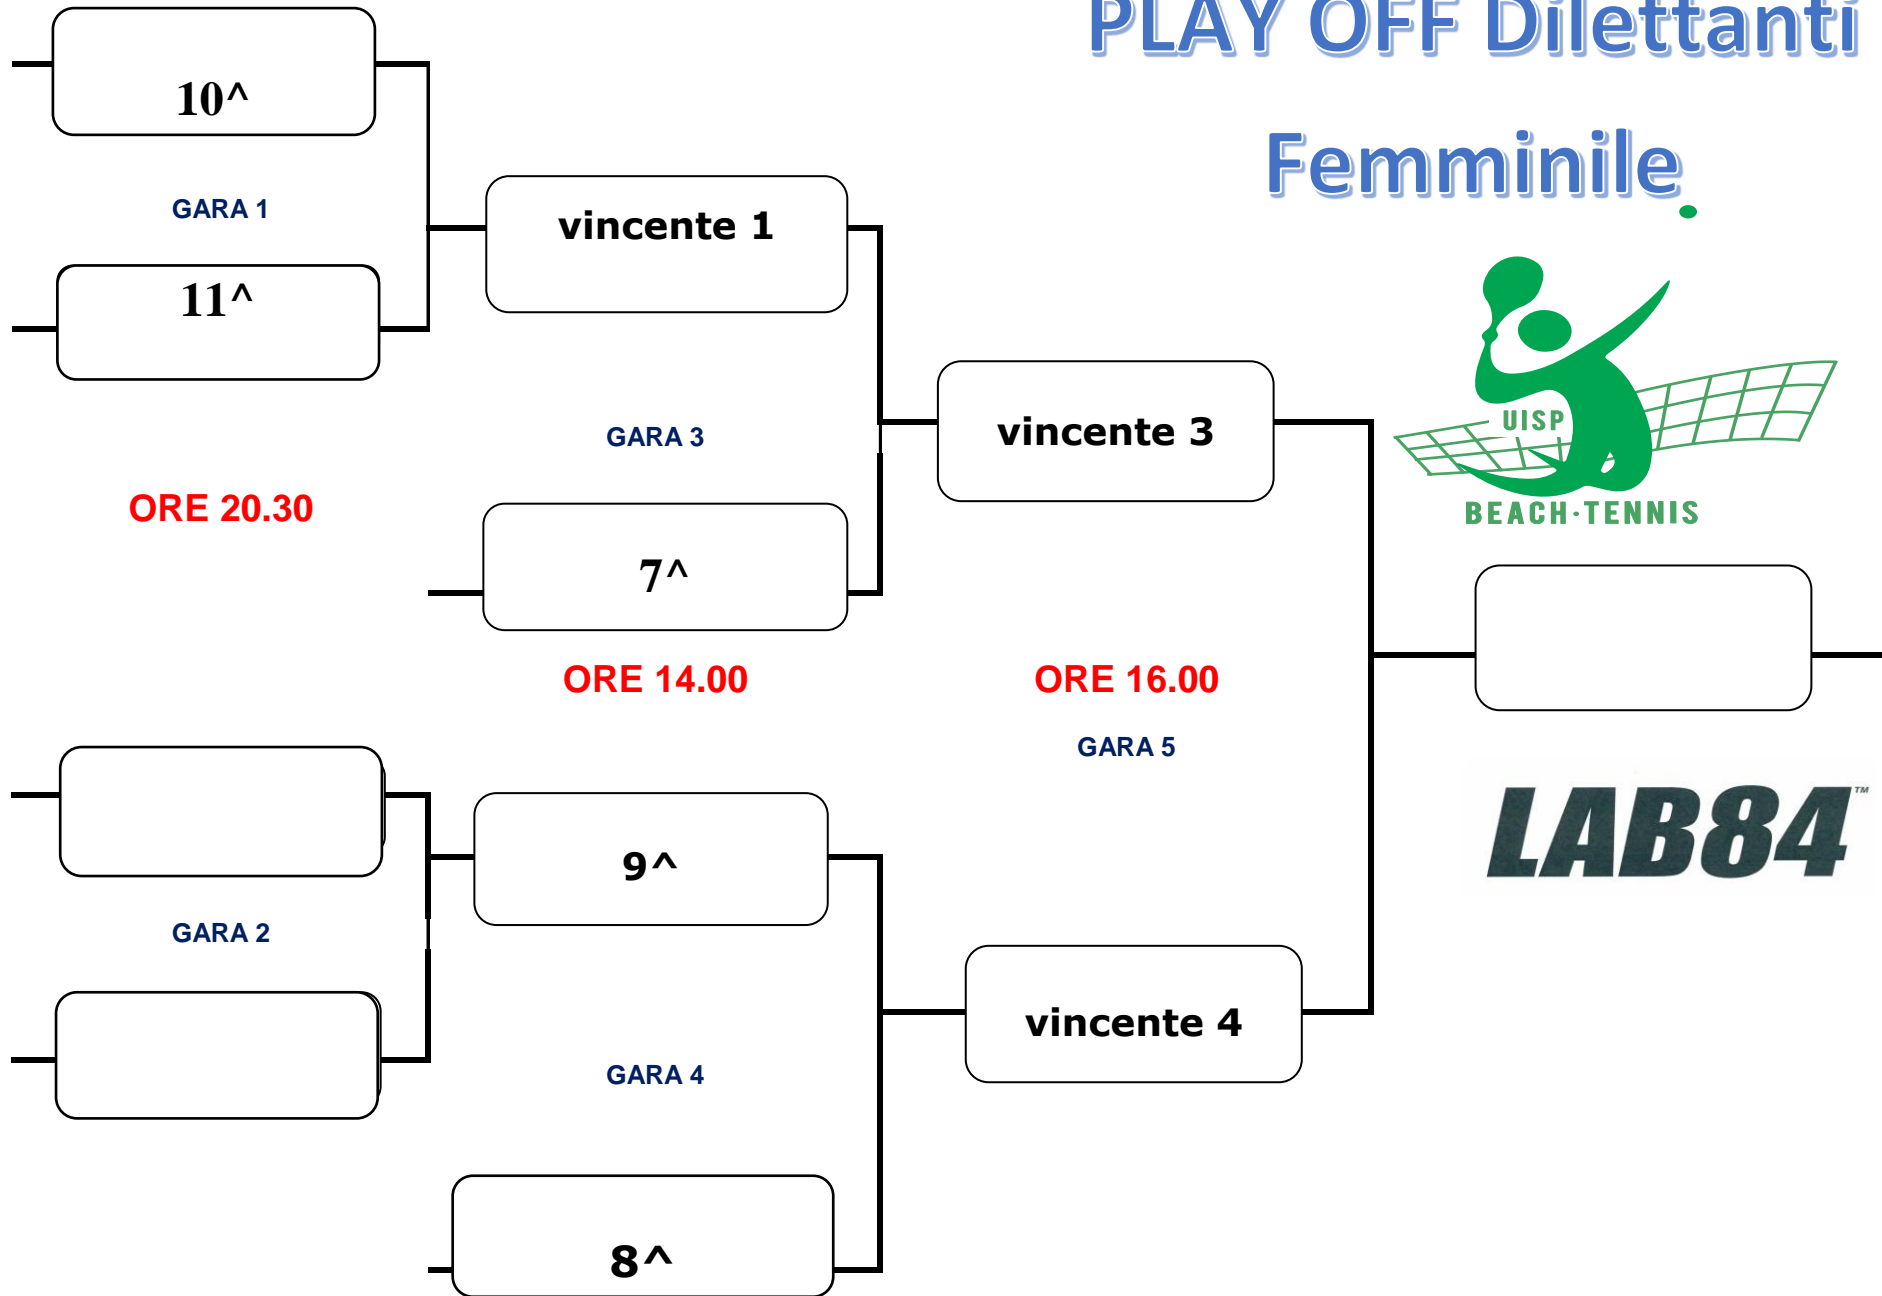 PLAY OFF Dilettanti
Femminile
10^
GARA 1
11^
vincente 1
GARA 3
ORE 20.30
7^
vincente 3
UISP
BEACH·TENNIS
ORE 14.00
ORE 16.00
GARA 5
9^
GARA 2
LAB84™
vincente 4
GARA 4
8^